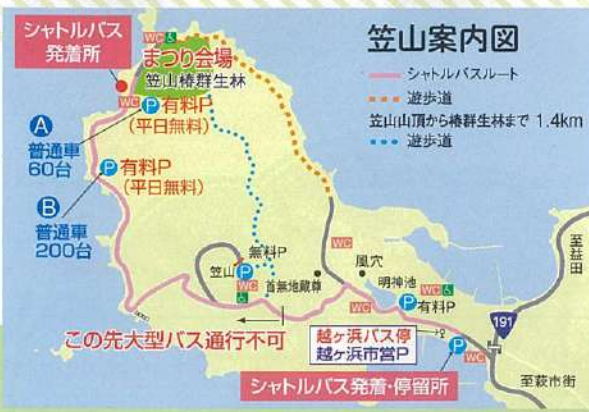 笠山案内図
シャトルバスルート
遊歩道
笠山山頂から椿群生林まで 1.4km
遊歩道
シャトルバス
発着所
WC
まつり会場
笠山椿群生林
WC
P 有料P
(平日無料)
A
普通車
60台
P 有料P
(平日無料)
B
普通車
200台
無料P
笠山 P
WC
首無地蔵尊
WC
風穴
明神池
WC
P 有料P
この先大型バス通行不可
越ヶ浜バス停
越ヶ浜市営P
P
WC
シャトルバス発着・停留所
191
至益田
至萩市街